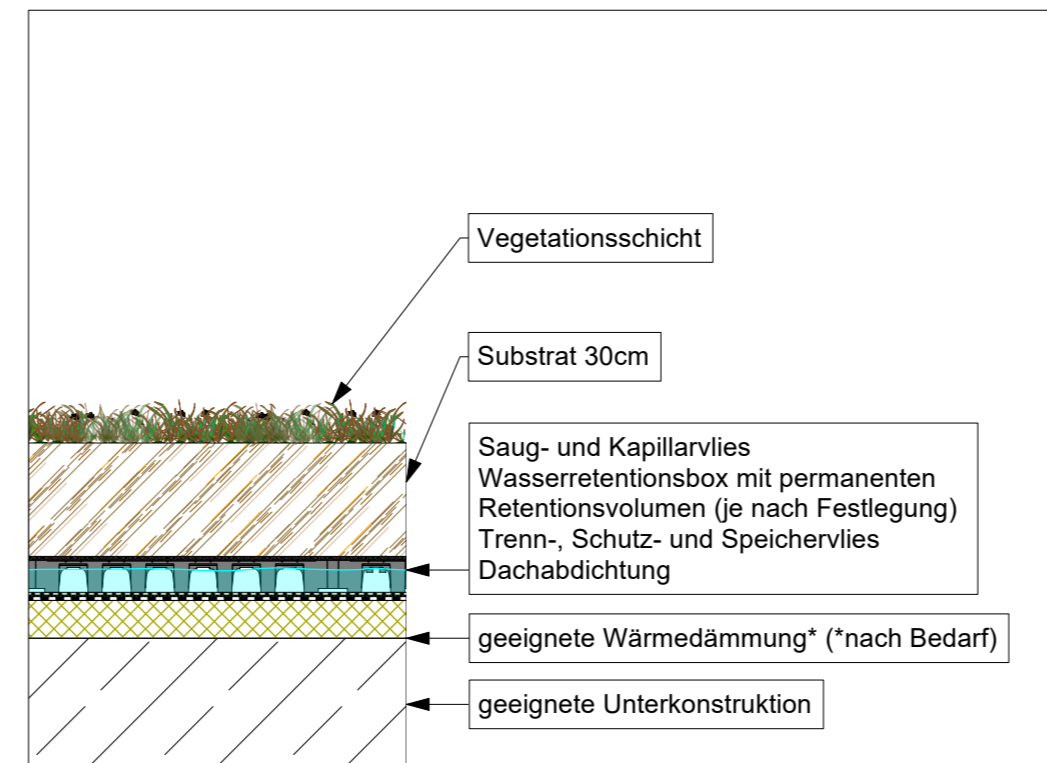 Vegetationsschicht
Substrat 30cm
Saug- und Kapillarvlies
Wasserretentionsbox mit permanenten
Retentionsvolumen (je nach Festlegung)
Trenn-, Schutz- und Speichervlies
Dachabdichtung
geeignete Wärmedämmung* (*nach Bedarf)
geeignete Unterkonstruktion